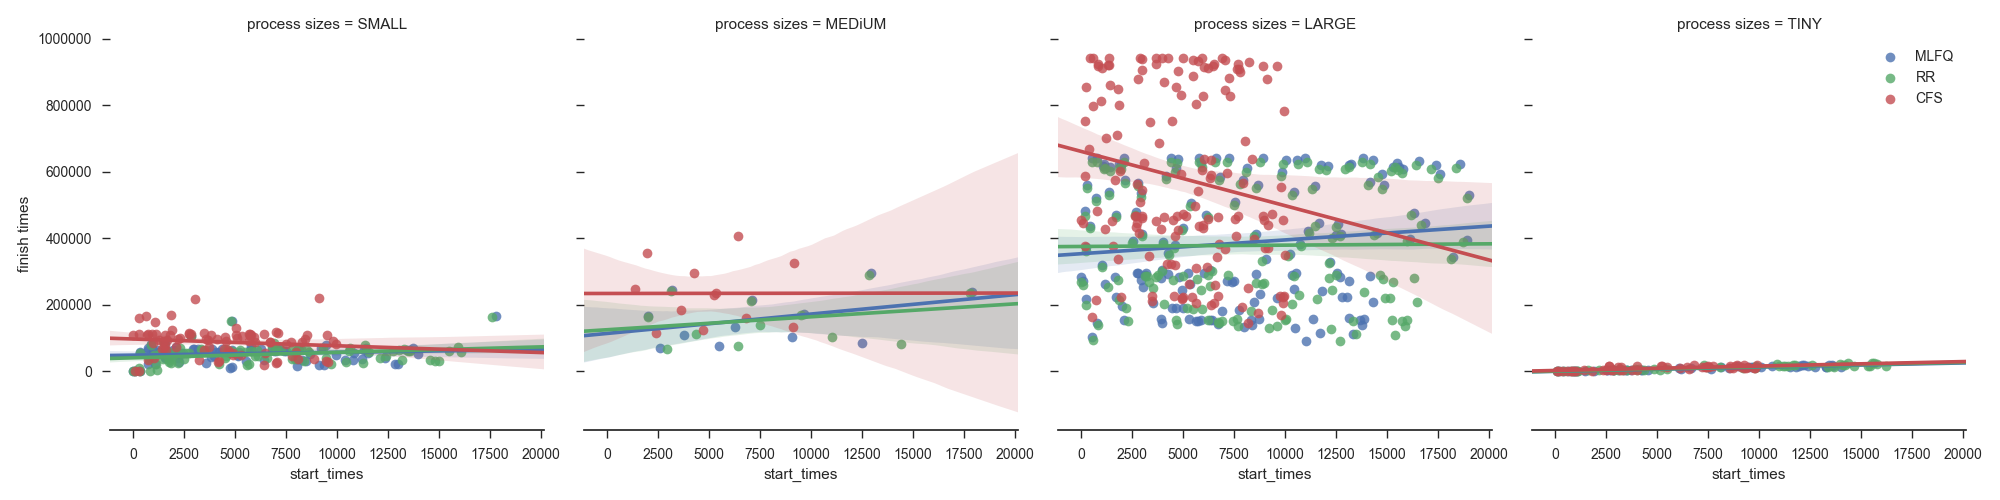 process sizes = SMALL
process sizes = MEDiUM
process sizes = LARGE
process sizes = TINY
1000000
800000
600000
400000
200000
0
finish times
MLFQ
RR
CFS
0 2500 5000 7500 10000 12500 15000 17500 20000
0 2500 5000 7500 10000 12500 15000 17500 20000
0 2500 5000 7500 10000 12500 15000 17500 20000
0 2500 5000 7500 10000 12500 15000 17500 20000
start_times
start_times
start_times
start_times